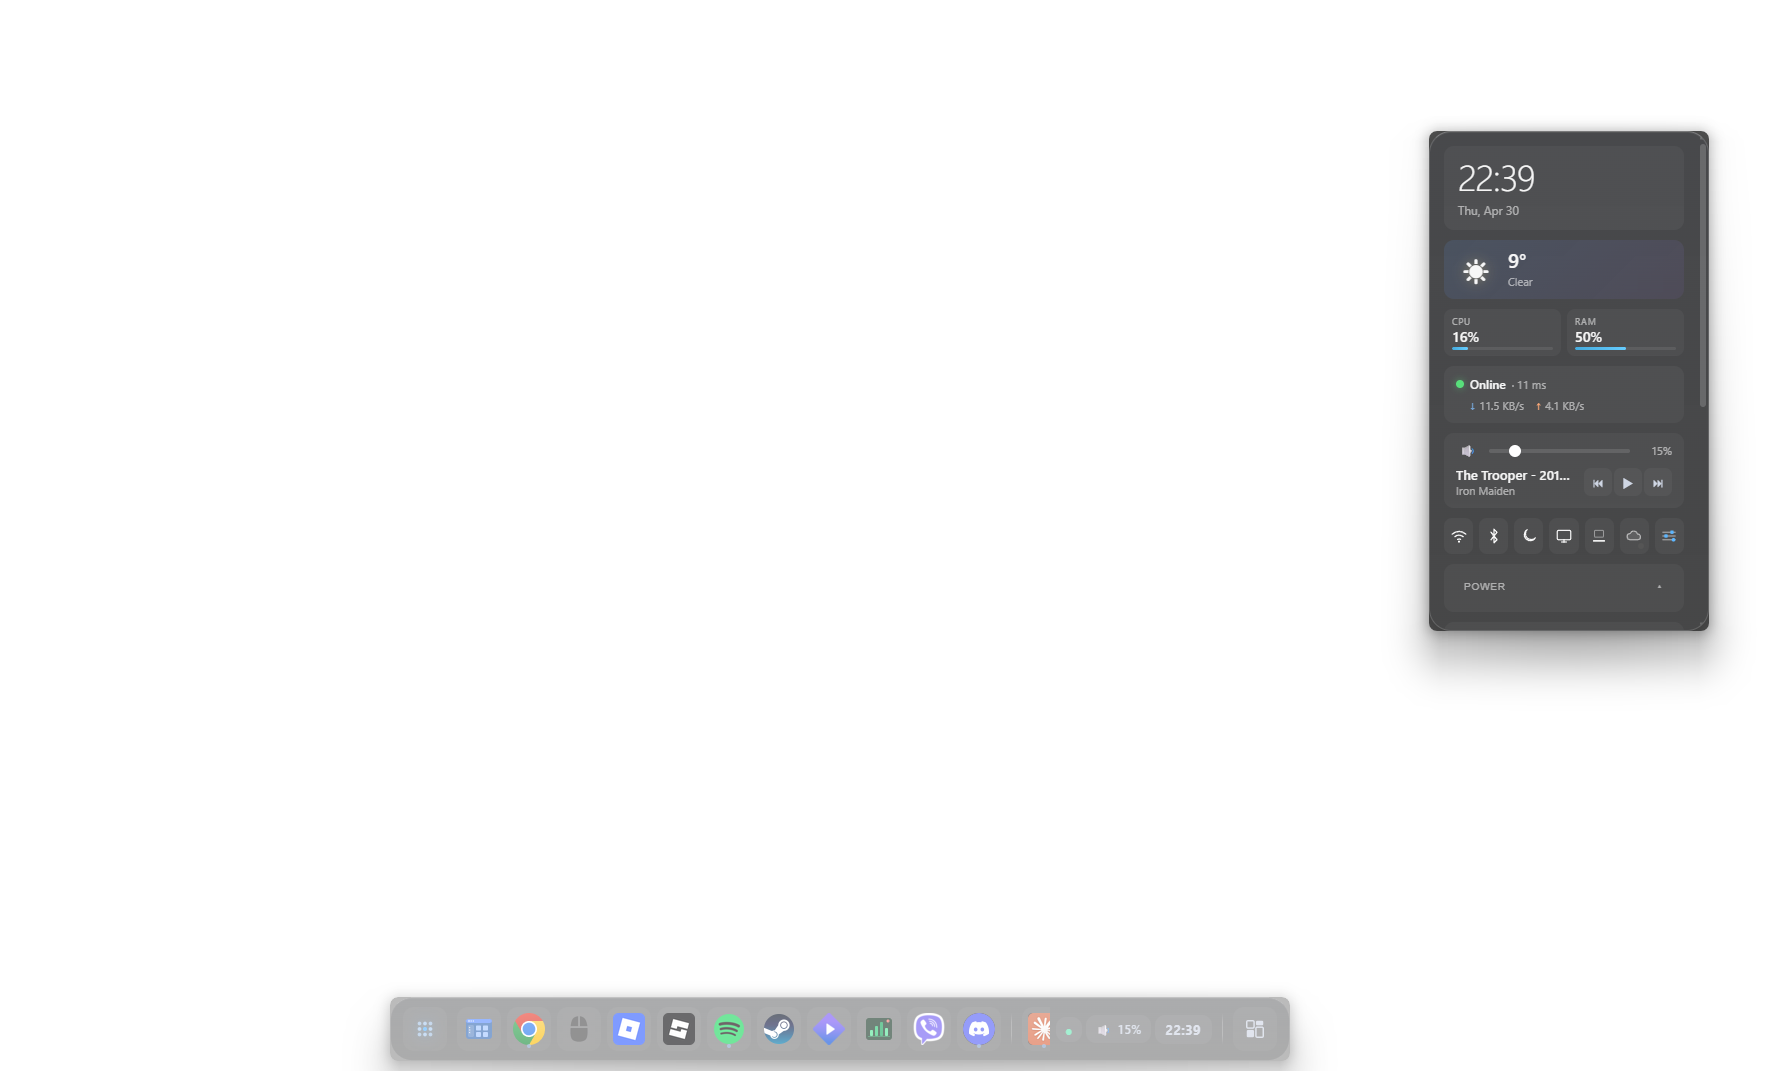 22:39
Thu, Apr 30
9°
Clear
CPU
16%
RAM
50%
Online · 11 ms
↓ 11.5 KB/s ↑ 4.1 KB/s
15%
The Trooper - 201...
Iron Maiden
POWER
15%
22:39